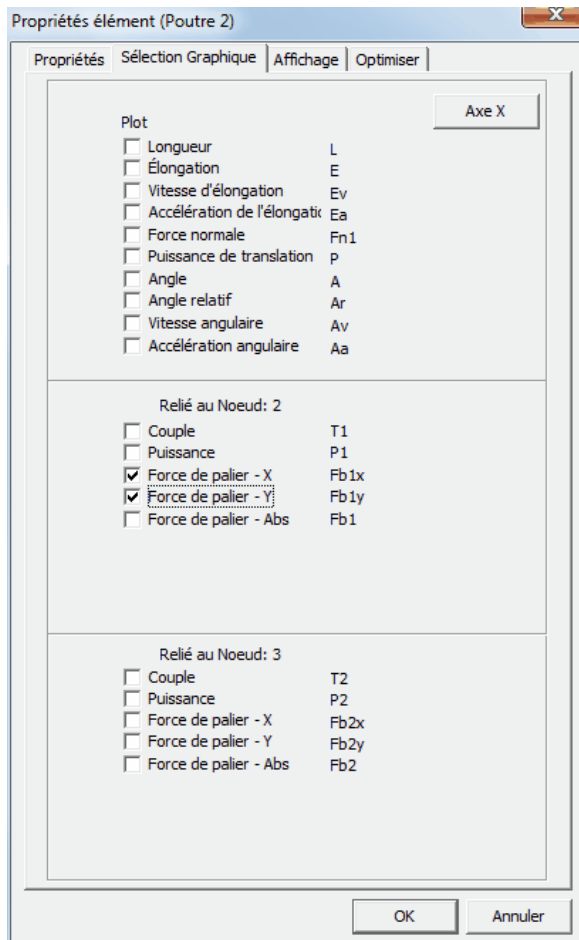 Propriétés élément (Poutre 2)
Propriétés Sélection Graphique Affichage Optimiser
Axe X
Plot
Longueur L
Élongation E
Vitesse d'élongation Ev
Accélération de l'élongatic Ea
Force normale Fn1
Puissance de translation P
Angle A
Angle relatif Ar
Vitesse angulaire Av
Accélération angulaire Aa
Relié au Noeud: 2
Couple T1
Puissance P1
Force de palier - X Fb1x
Force de palier - Y Fb1y
Force de palier - Abs Fb1
Relié au Noeud: 3
Couple T2
Puissance P2
Force de palier - X Fb2x
Force de palier - Y Fb2y
Force de palier - Abs Fb2
OK Annuler